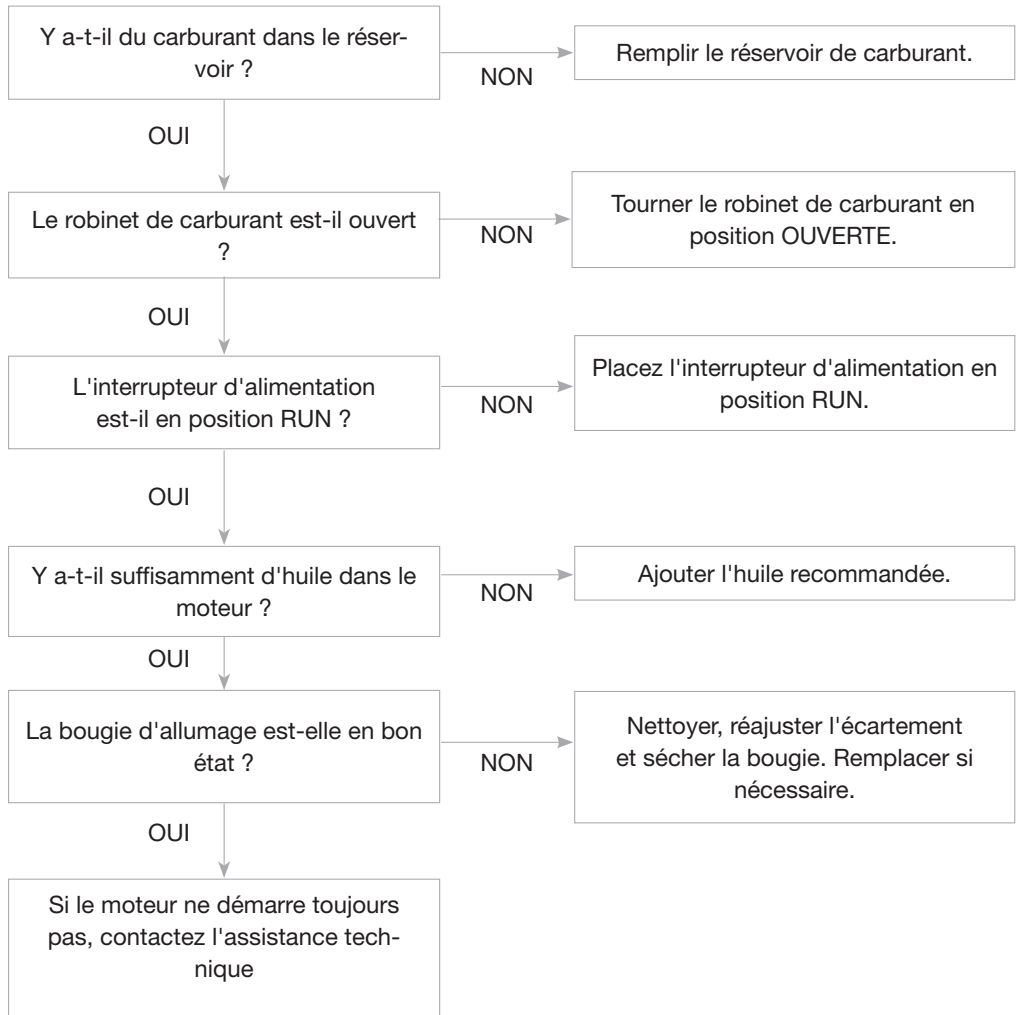 Y a-t-il du carburant dans le réser-
voir ?
NON
Remplir le réservoir de carburant.
OUI
Le robinet de carburant est-il ouvert
?
NON
Tourner le robinet de carburant en
position OUVERTE.
OUI
L'interrupteur d'alimentation
est-il en position RUN ?
NON
Placez l'interrupteur d'alimentation en
position RUN.
OUI
Y a-t-il suffisamment d'huile dans le
moteur ?
NON
Ajouter l'huile recommandée.
OUI
La bougie d'allumage est-elle en bon
état ?
NON
Nettoyer, réajuster l'écartement
et sécher la bougie. Remplacer si
nécessaire.
OUI
Si le moteur ne démarre toujours
pas, contactez l'assistance tech-
nique